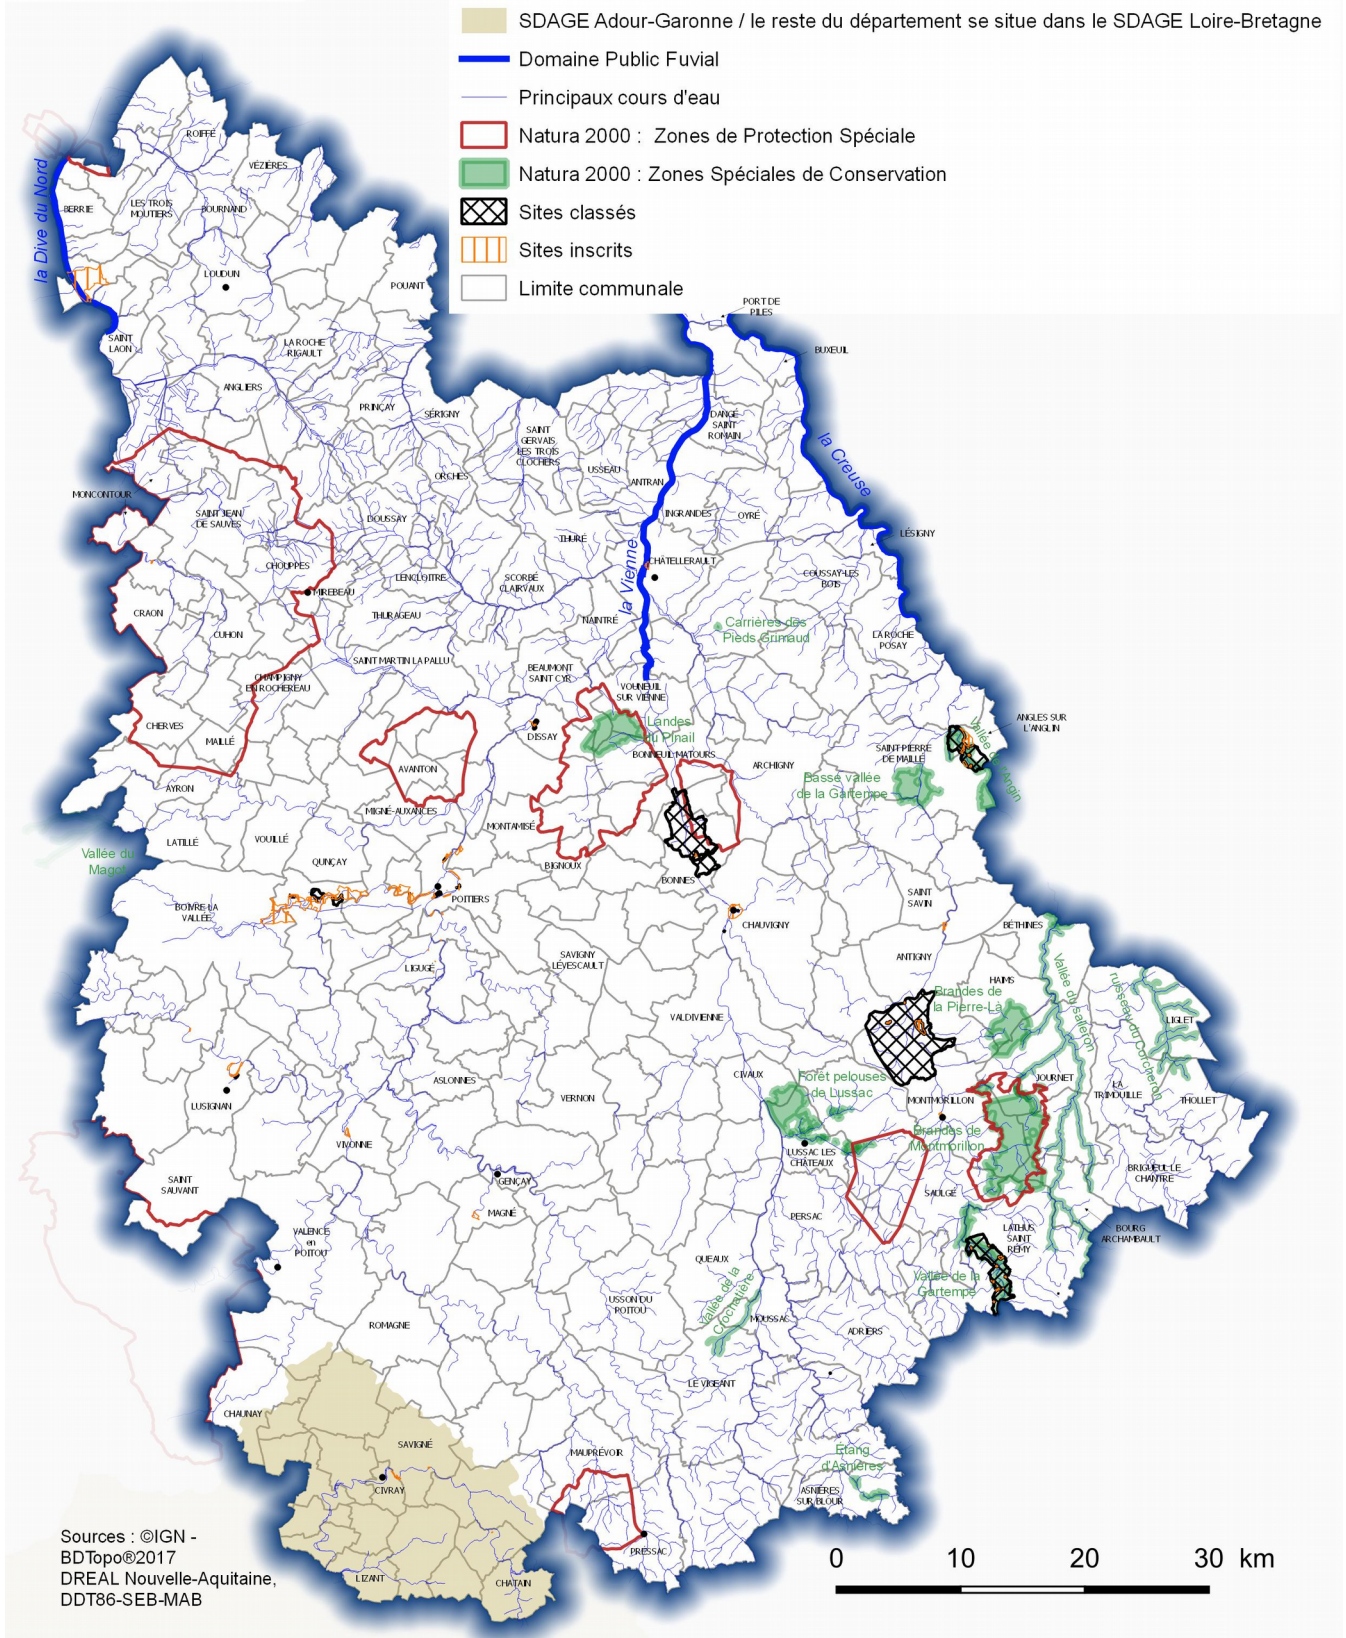 SDAGE Adour-Garonne / le reste du département se situe dans le SDAGE Loire-Bretagne
Domaine Public Fuvial
Principaux cours d'eau
Natura 2000 : Zones de Protection Spéciale
Natura 2000 : Zones Spéciales de Conservation
Sites classés
Sites inscrits
Limite communale
ROIFFÉ
VÉZIÈRES
la Dive du Nord
BERRIE
LES TROIS
MOUTIERS
BOURNAND
LOUDUN
POUANT
PORT DE
PILES
SAINT
LAON
LA ROCHE
RIGAULT
BUXEUIL
ANGLIERS
PRINÇAY
SÉRIGNY
DANGÉ
SAINT
ROMAIN
SAINT
GERVAIS
LES TROIS
CLOCHERS
la Creuse
USSEAU
ORCHES
ANTRAN
MONCONTOUR
SAINT JEAN
DE SAUVES
DOUSSAY
INGRANDES
OYRÉ
THURÉ
LÉSIGNY
la Vienne
CHÂTELLERAULT
CHOUPPES
LENCLOITRE
SCORBÉ
CLAIRVAUX
COUSSAY-LES
BOIS
MIREBEAU
CRAON
THURAGEAU
NAINTRÉ
Carrières des
Pieds Grimaud
CUHON
LA ROCHE
POSAY
SAINT MARTIN LA PALLU
BEAUMONT
SAINT CYR
CHAMPIGNY
EN ROCHEREAU
VOUNEUIL
SUR VIENNE
CHERVES
MAILLÉ
DISSAY
Landes
du Pinail
ANGLES SUR
L'ANGLIN
Vallée de l'Angin
BONNEUIL-MATOURS
SAINT-PIERRE
DE MAILLÉ
AVANTON
ARCHIGNY
Basse vallée
de la Gartempe
AYRON
MIGNÉ-AUXANCES
MONTAMISÉ
LATILLÉ
VOUILLÉ
Vallée du
Magot
QUNÇAY
BIGNOUX
BONNES
BOIVRE-LA
VALLÉE
POITIERS
SAINT
SAVIN
CHAUVIGNY
BÉTHINES
LIGUGÉ
SAVIGNY
LÉVESCAULT
ANTIGNY
HAIMS
Vallée du salleron
ruisseau du Corcheron
Brandes de
la Pierre-Là
VALDIVIENNE
LIGLET
ASLONNES
CIVAUX
Forêt pelouses
de Lussac
JOURNET
LUSIGNAN
VERNON
MONTMORILLON
LA
TRIMOUILLE
THOLLET
VIVONNE
Brandes de
Montmorillon
LUSSAC LES
CHÂTEAUX
SAINT
SAUVANT
GENÇAY
BRIGUEUL LE
CHANTRE
SAULGÉ
MAGNÉ
PERSAC
LATHUS
SAINT
RÉMY
BOURG
ARCHAMBAULT
VALENCE
en
POITOU
QUEAUX
Vallée de la
Gartempe
Vallée de la
Crochatière
USSON DU
POITOU
MOUSSAC
ROMAGNE
ADRIERS
LE VIGEANT
CHAUNAY
SAVIGNÉ
MAUPRÉVOIR
Etang
d'Asnières
CIVRAY
ASNIERES
SUR BLOUR
PRESSAC
LIZANT
CHATAIN
Sources : ©IGN -
BDTopo®2017
DREAL Nouvelle-Aquitaine,
DDT86-SEB-MAB
0 10 20 30 km